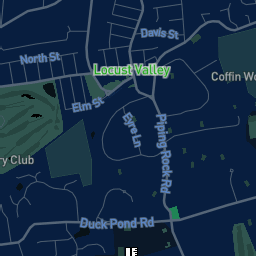 Davis St
North St
Locust Valley
Coffin Wo
Elm St
Eyre Ln
Piping Rock Rd
ry Club
Duck Pond Rd